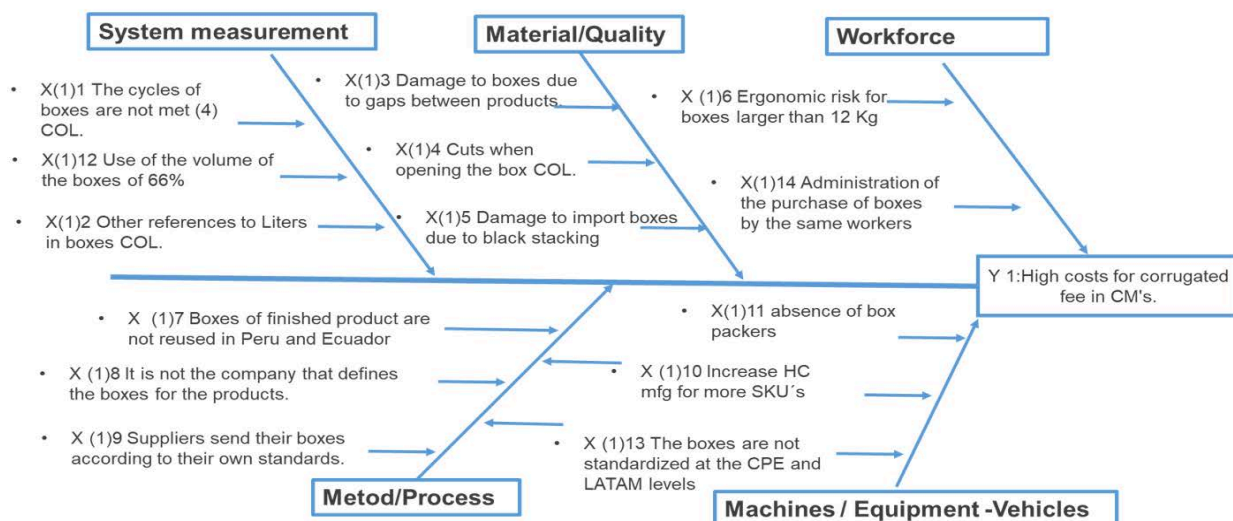 System measurement
Material/Quality
Workforce
• X(1)1 The cycles of
boxes are not met (4)
COL.
• X(1)12 Use of the volume of
the boxes of 66%
• X(1)2 Other references to Liters
in boxes COL.
• X(1)3 Damage to boxes due
to gaps between products.
• X(1)4 Cuts when
opening the box COL.
• X(1)5 Damage to import boxes
due to black stacking
• X (1)6 Ergonomic risk for
boxes larger than 12 Kg
• X(1)14 Administration of
the purchase of boxes
by the same workers
Y 1:High costs for corrugated
fee in CM's.
• X (1)7 Boxes of finished product are
not reused in Peru and Ecuador
• X (1)8 It is not the company that defines
the boxes for the products.
• X (1)9 Suppliers send their boxes
according to their own standards.
• X(1)11 absence of box
packers
• X (1)10 Increase HC
mfg for more SKU´s
• X (1)13 The boxes are not
standardized at the CPE and
LATAM levels
Metod/Process
Machines / Equipment -Vehicles